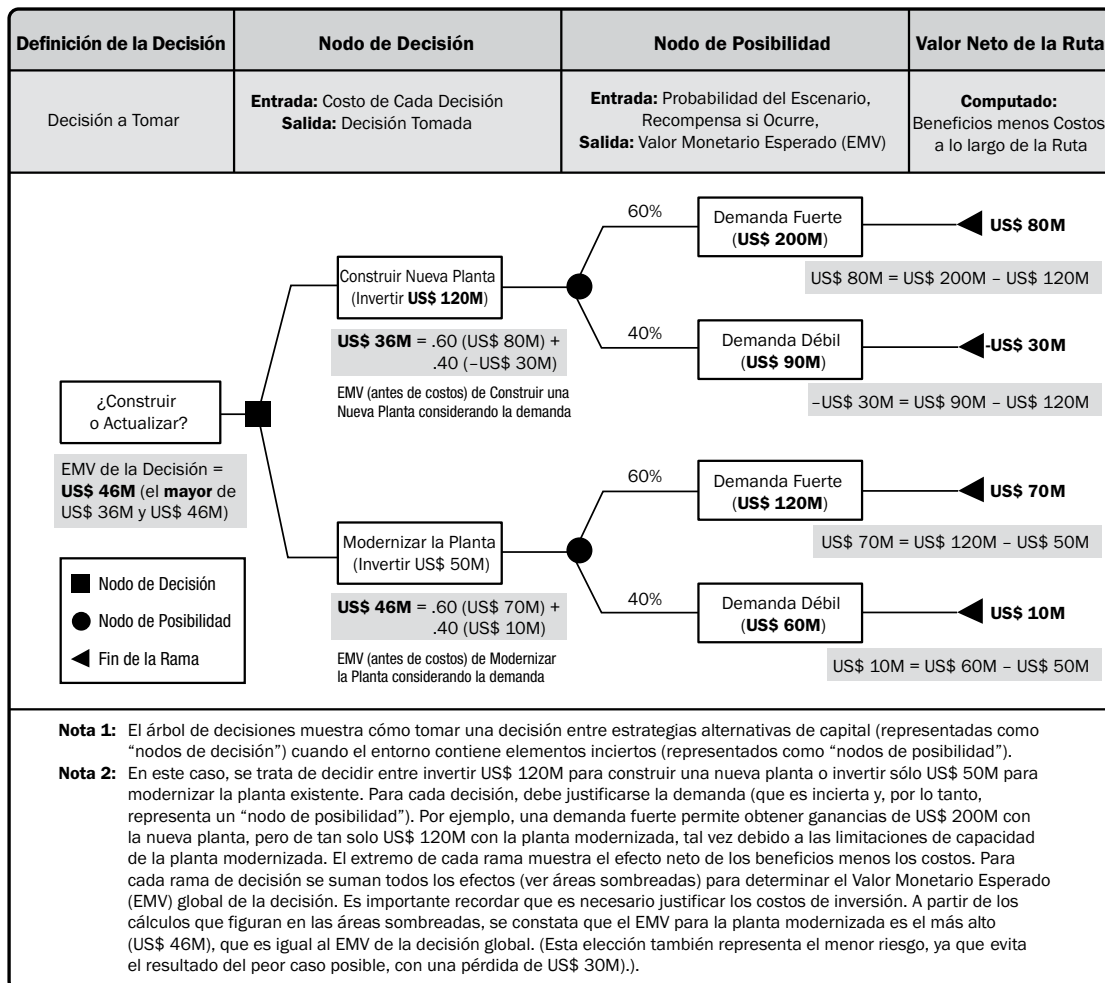 Definición de la Decisión
Nodo de Decisión
Nodo de Posibilidad
Valor Neto de la Ruta
Decisión a Tomar
Entrada: Costo de Cada Decisión
Salida: Decisión Tomada
Entrada: Probabilidad del Escenario,
Recompensa si Ocurre,
Salida: Valor Monetario Esperado (EMV)
Computado:
Beneficios menos Costos
a lo largo de la Ruta
¿Construir
o Actualizar?
EMV de la Decisión =
US$ 46M (el mayor de
US$ 36M y US$ 46M)
Construir Nueva Planta
(Invertir US$ 120M)
US$ 36M = .60 (US$ 80M) +
.40 (–US$ 30M)
EMV (antes de costos) de Construir una
Nueva Planta considerando la demanda
60%
Demanda Fuerte
(US$ 200M)
US$ 80M
US$ 80M = US$ 200M – US$ 120M
40%
Demanda Débil
(US$ 90M)
-US$ 30M
–US$ 30M = US$ 90M – US$ 120M
Modernizar la Planta
(Invertir US$ 50M)
US$ 46M = .60 (US$ 70M) +
.40 (US$ 10M)
EMV (antes de costos) de Modernizar
la Planta considerando la demanda
60%
Demanda Fuerte
(US$ 120M)
US$ 70M
US$ 70M = US$ 120M – US$ 50M
40%
Demanda Débil
(US$ 60M)
US$ 10M
US$ 10M = US$ 60M – US$ 50M
Nodo de Decisión
Nodo de Posibilidad
Fin de la Rama
Nota 1: El árbol de decisiones muestra cómo tomar una decisión entre estrategias alternativas de capital (representadas como
“nodos de decisión”) cuando el entorno contiene elementos inciertos (representados como “nodos de posibilidad”).
Nota 2: En este caso, se trata de decidir entre invertir US$ 120M para construir una nueva planta o invertir sólo US$ 50M para
modernizar la planta existente. Para cada decisión, debe justificarse la demanda (que es incierta y, por lo tanto,
representa un “nodo de posibilidad”). Por ejemplo, una demanda fuerte permite obtener ganancias de US$ 200M con
la nueva planta, pero de tan solo US$ 120M con la planta modernizada, tal vez debido a las limitaciones de capacidad
de la planta modernizada. El extremo de cada rama muestra el efecto neto de los beneficios menos los costos. Para
cada rama de decisión se suman todos los efectos (ver áreas sombreadas) para determinar el Valor Monetario Esperado
(EMV) global de la decisión. Es importante recordar que es necesario justificar los costos de inversión. A partir de los
cálculos que figuran en las áreas sombreadas, se constata que el EMV para la planta modernizada es el más alto
(US$ 46M), que es igual al EMV de la decisión global. (Esta elección también representa el menor riesgo, ya que evita
el resultado del peor caso posible, con una pérdida de US$ 30M).).